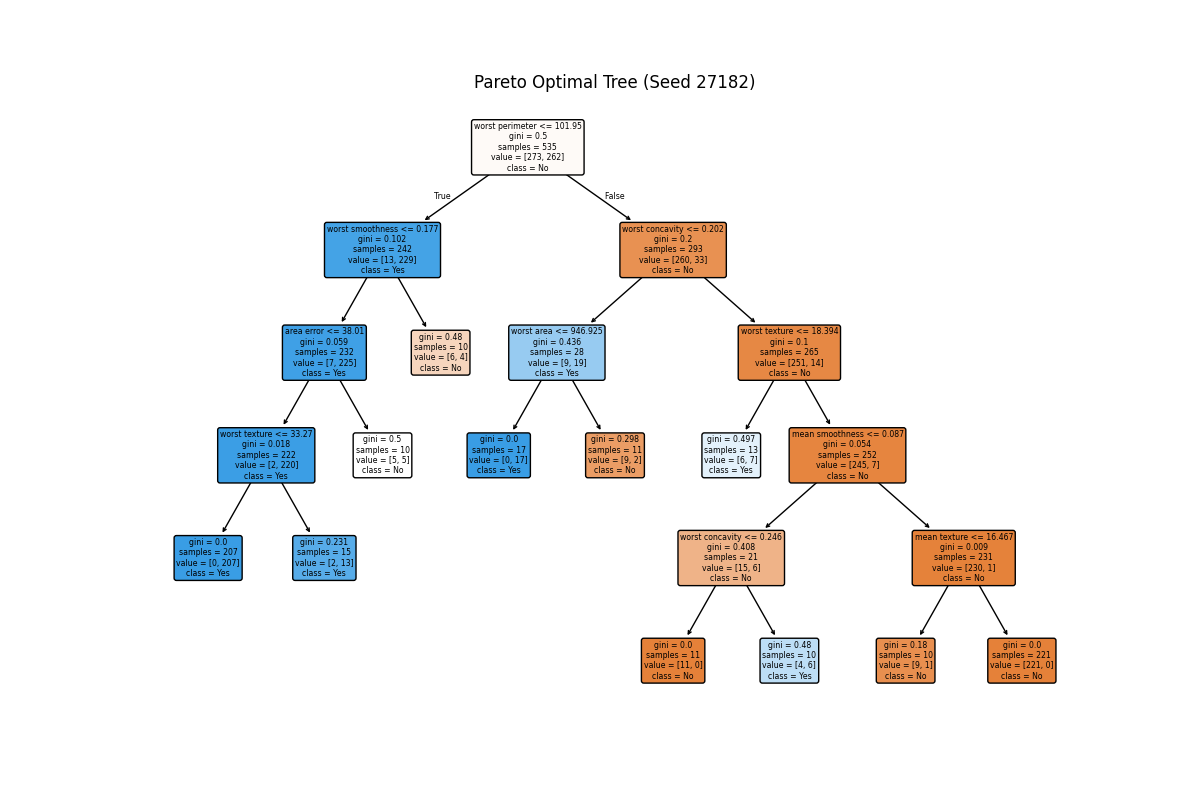 Pareto Optimal Tree (Seed 27182)
worst perimeter <= 101.95
gini = 0.5
samples = 535
value = [273, 262]
class = No
True
False
worst smoothness <= 0.177
gini = 0.102
samples = 242
value = [13, 229]
class = Yes
worst concavity <= 0.202
gini = 0.2
samples = 293
value = [260, 33]
class = No
area error <= 38.01
gini = 0.059
samples = 232
value = [7, 225]
class = Yes
gini = 0.48
samples = 10
value = [6, 4]
class = No
worst area <= 946.925
gini = 0.436
samples = 28
value = [9, 19]
class = Yes
worst texture <= 18.394
gini = 0.1
samples = 265
value = [251, 14]
class = No
worst texture <= 33.27
gini = 0.018
samples = 222
value = [2, 220]
class = Yes
gini = 0.5
samples = 10
value = [5, 5]
class = No
gini = 0.0
samples = 17
value = [0, 17]
class = Yes
gini = 0.298
samples = 11
value = [9, 2]
class = No
gini = 0.497
samples = 13
value = [6, 7]
class = Yes
mean smoothness <= 0.087
gini = 0.054
samples = 252
value = [245, 7]
class = No
gini = 0.0
samples = 207
value = [0, 207]
class = Yes
gini = 0.231
samples = 15
value = [2, 13]
class = Yes
worst concavity <= 0.246
gini = 0.408
samples = 21
value = [15, 6]
class = No
mean texture <= 16.467
gini = 0.009
samples = 231
value = [230, 1]
class = No
gini = 0.0
samples = 11
value = [11, 0]
class = No
gini = 0.48
samples = 10
value = [4, 6]
class = Yes
gini = 0.18
samples = 10
value = [9, 1]
class = No
gini = 0.0
samples = 221
value = [221, 0]
class = No